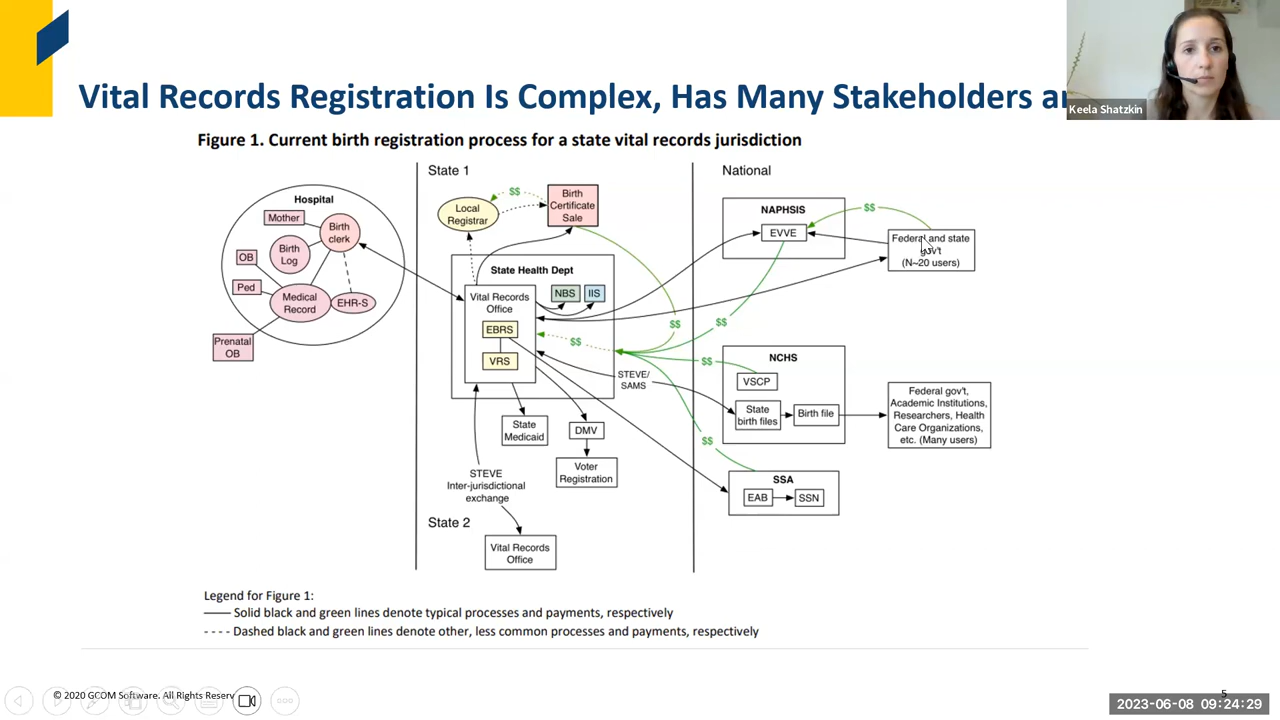 Vital Records Registration Is Complex, Has Many Stakeholders
Keela Shatzkin
Figure 1. Current birth registration process for a state vital records jurisdiction
State 1
National
Hospital
Mother
Birth
clerk
Birth
Log
OB
Ped
Medical
Record
EHR-S
Prenatal
OB
Local
Registrar
$$
Birth
Certificate
Sale
State Health Dept
Vital Records
Office
NBS
IIS
EBRS
VRS
$$
$$
$$
STEVE/
SAMS
State
Medicaid
DMV
Voter
Registration
STEVE
Inter-jurisdictional
exchange
State 2
Vital Records
Office
NAPHSIS
EVVE
$$
Federal and state
gov't
(N~20 users)
NCHS
$$
VSCP
State
birth files
Birth file
Federal gov't,
Academic Institutions,
Researchers, Health
Care Organizations,
etc. (Many users)
$$
SSA
EAB
SSN
Legend for Figure 1:
—— Solid black and green lines denote typical processes and payments, respectively
- - - - Dashed black and green lines denote other, less common processes and payments, respectively
© 2020 GCOM Software. All Rights Reserv
5
2023-06-08 09:24:29